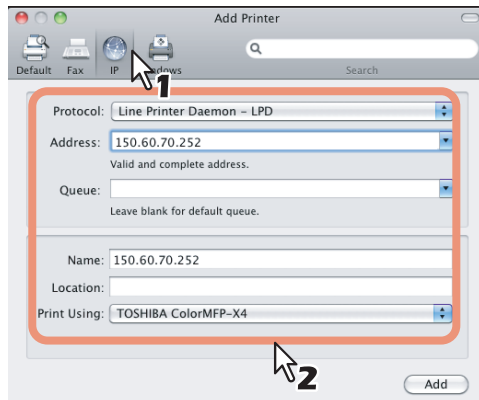 Add Printer
Default Fax IP Windows Search
1
Protocol: Line Printer Daemon – LPD
Address: 150.60.70.252
Valid and complete address.
Queue:
Leave blank for default queue.
Name: 150.60.70.252
Location:
Print Using: TOSHIBA ColorMFP-X4
2
Add